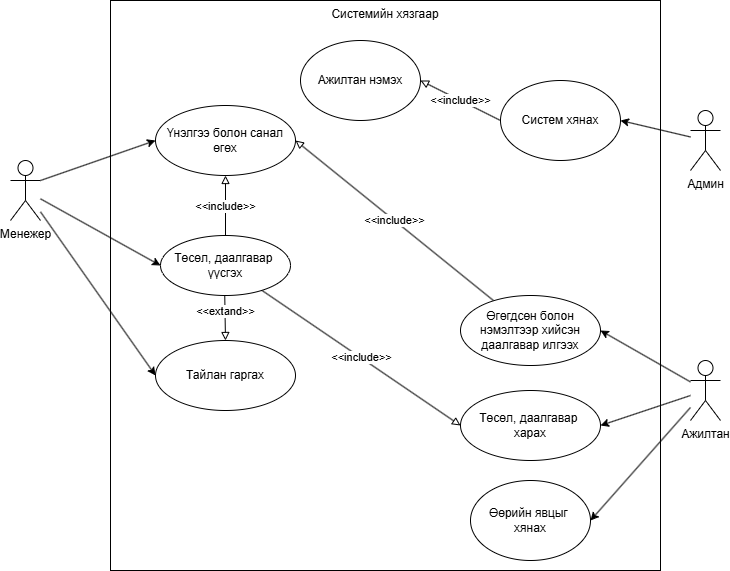 Системийн хязгаар
Ажилтан нэмэх
<<include>>
Систем хянах
Админ
Үнэлгээ болон санал
өгөх
<<include>>
<<include>>
Менежер
Төсөл, даалгавар
үүсгэх
<<extand>>
Өгөгдсөн болон
нэмэлтээр хийсэн
даалгавар илгээх
<<include>>
Тайлан гаргах
Төсөл, даалгавар
харах
Ажилтан
Өөрийн явцыг
хянах